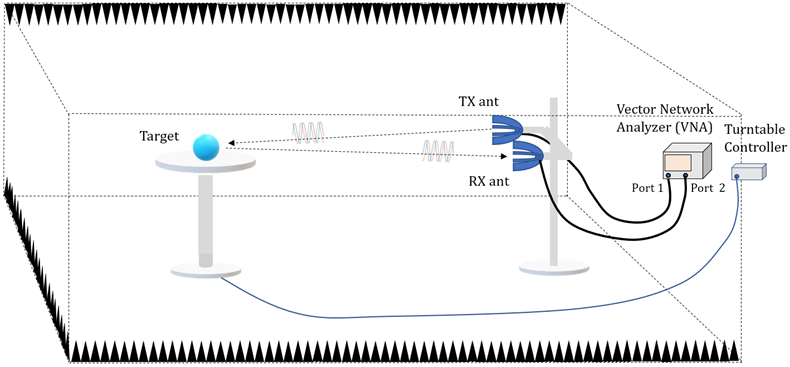 TX ant
Vector Network
Analyzer (VNA)
Turntable
Controller
Target
RX ant
Port 1
Port 2